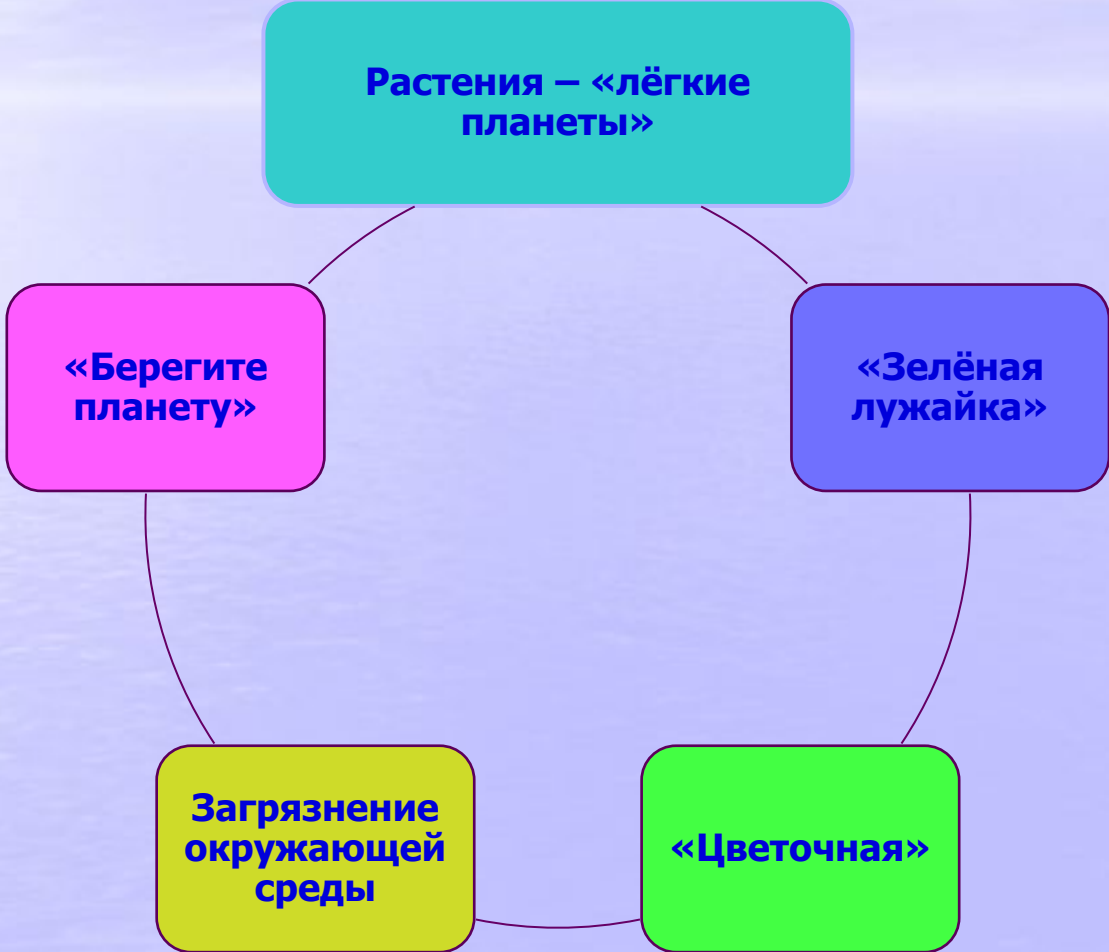 Растения – «лёгкие
планеты»
«Берегите
планету»
«Зелёная
лужайка»
Загрязнение
окружающей
среды
«Цветочная»